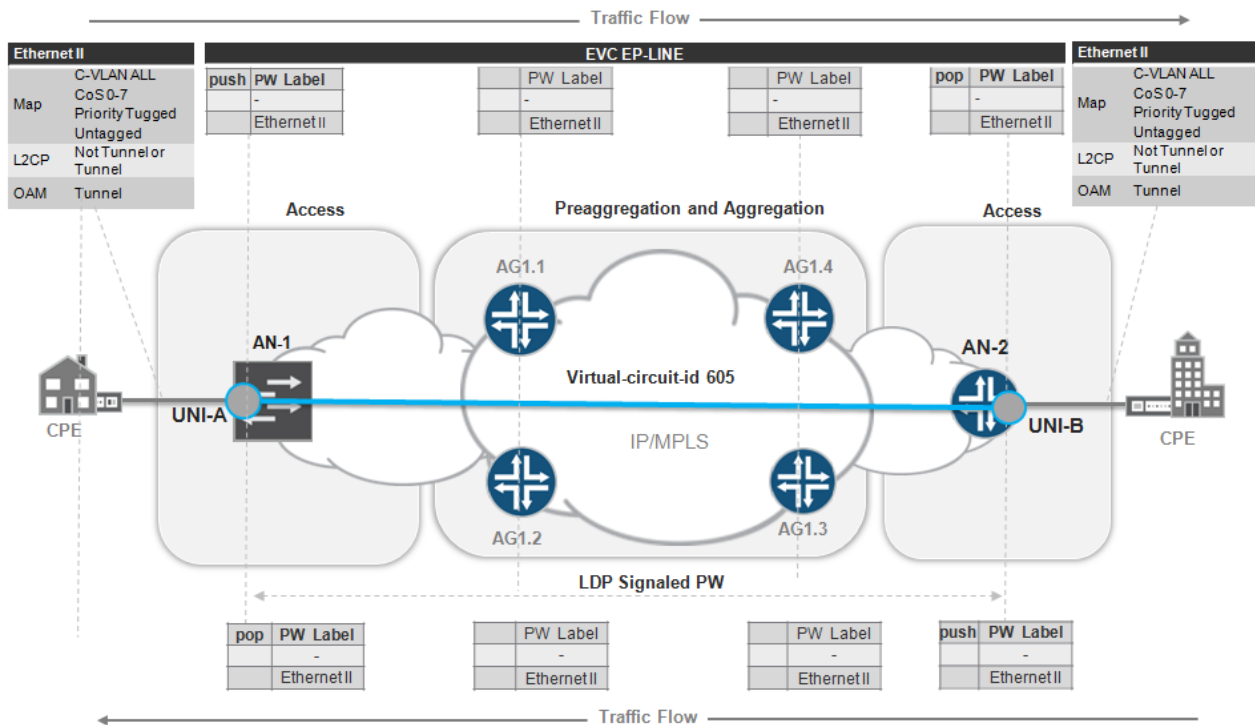 Traffic Flow
Ethernet II
Map
C-VLAN ALL
CoS 0-7
Priority Tugged
Untagged
L2CP
Not Tunnel or
Tunnel
OAM
Tunnel
EVC EP-LINE
push PW Label
-
Ethernet II
PW Label
-
Ethernet II
PW Label
-
Ethernet II
pop PW Label
-
Ethernet II
Ethernet II
Map
C-VLAN ALL
CoS 0-7
Priority Tugged
Untagged
L2CP
Not Tunnel or
Tunnel
OAM
Tunnel
Access
Preaggregation and Aggregation
Access
AG1.1
AG1.4
AN-1
AN-2
Virtual-circuit-id 605
UNI-A
UNI-B
CPE
CPE
IP/MPLS
AG1.2
AG1.3
LDP Signaled PW
pop PW Label
-
Ethernet II
PW Label
-
Ethernet II
PW Label
-
Ethernet II
push PW Label
-
Ethernet II
Traffic Flow